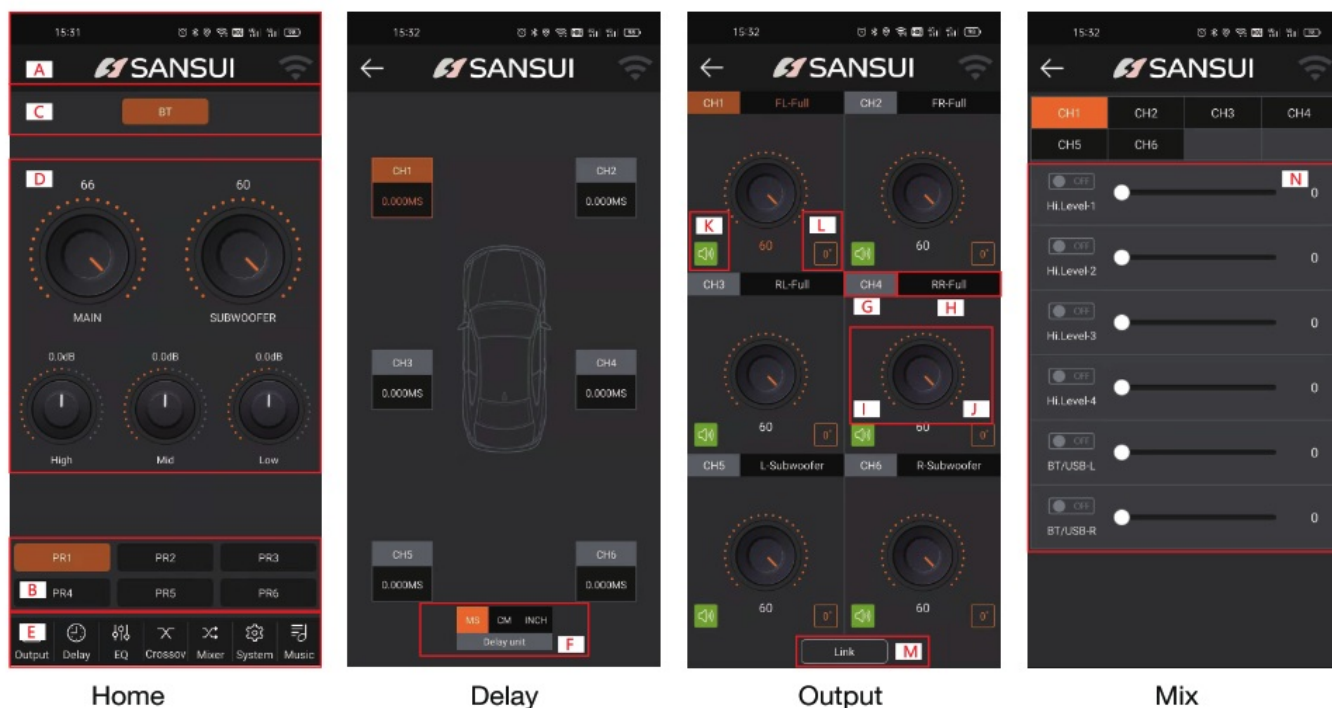 15:31
A SANSUI
C BT
D 66 60
MAIN SUBWOOFER
0.0dB 0.0dB 0.0dB
High Mid Low
PR1 PR2 PR3
B PR4 PR5 PR6
E
Output Delay EQ Crossov Mixer System Music
Home
15:32
SANSUI
CH1 CH2
0.000MS 0.000MS
CH3 CH4
0.000MS 0.000MS
CH5 CH6
0.000MS 0.000MS
MS CM INCH
Delay unit F
Delay
15:32
SANSUI
CH1 FL-Full CH2 FR-Full
K L
60 0° 60 0°
CH3 RL-Full CH4 RR-Full
G H
I J
60 0° 60 0°
CH5 L-Subwoofer CH6 R-Subwoofer
60 0° 60 0°
Link M
Output
15:32
SANSUI
CH1 CH2 CH3 CH4
CH5 CH6
OFF N
Hi.Level-1 0
OFF
Hi.Level-2 0
OFF
Hi.Level-3 0
OFF
Hi.Level-4 0
OFF
BT/USB-L 0
OFF
BT/USB-R 0
Mix